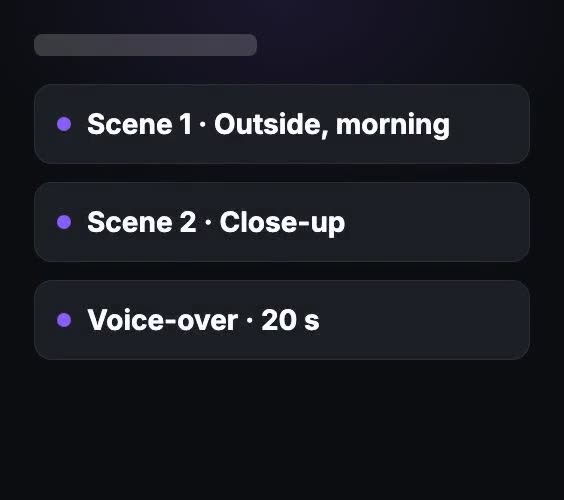 Scene 1 · Outside, morning
Scene 2 · Close-up
Voice-over · 20 s